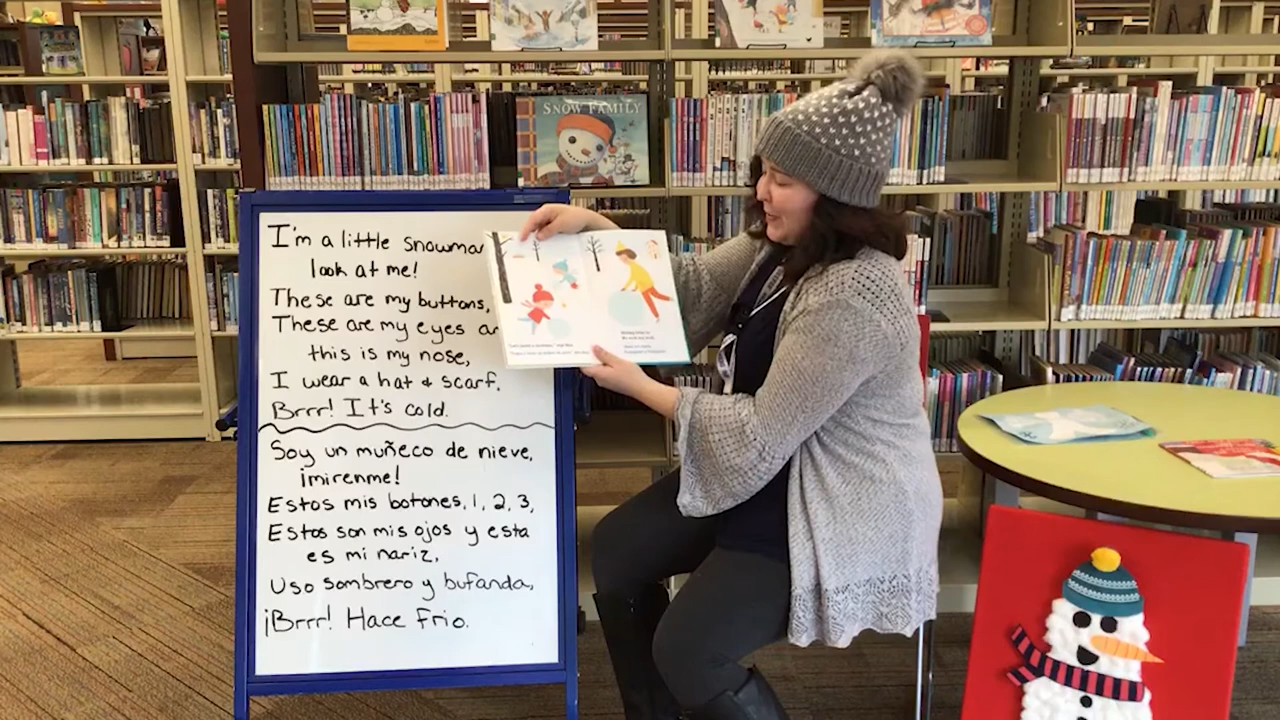 SNOW FAMILY
I'm a little snowma
look at me!
These are my buttons,
These are my eyes an
this is my nose,
I wear a hat & scarf.
Brrr! It's cold.
Soy un muñeco de nieve,
¡mirenme!
Estos mis botones, 1, 2, 3,
Estos son mis ojos y esta
es mi nariz,
Uso sombrero y bufanda,
¡Brrr! Hace frio.